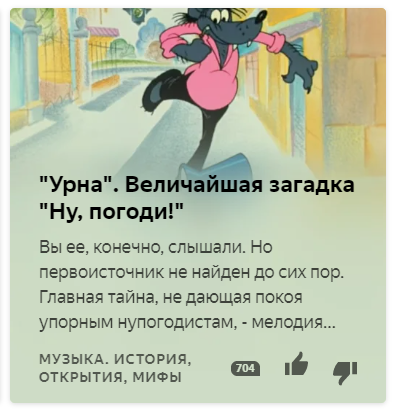 "Урна". Величайшая загадка
"Ну, погоди!"
Вы ее, конечно, слышали. Но
первоисточник не найден до сих пор.
Главная тайна, не дающая покоя
упорным нупогодистам, - мелодия...
МУЗЫКА. ИСТОРИЯ,
ОТКРЫТИЯ, МИФЫ
704